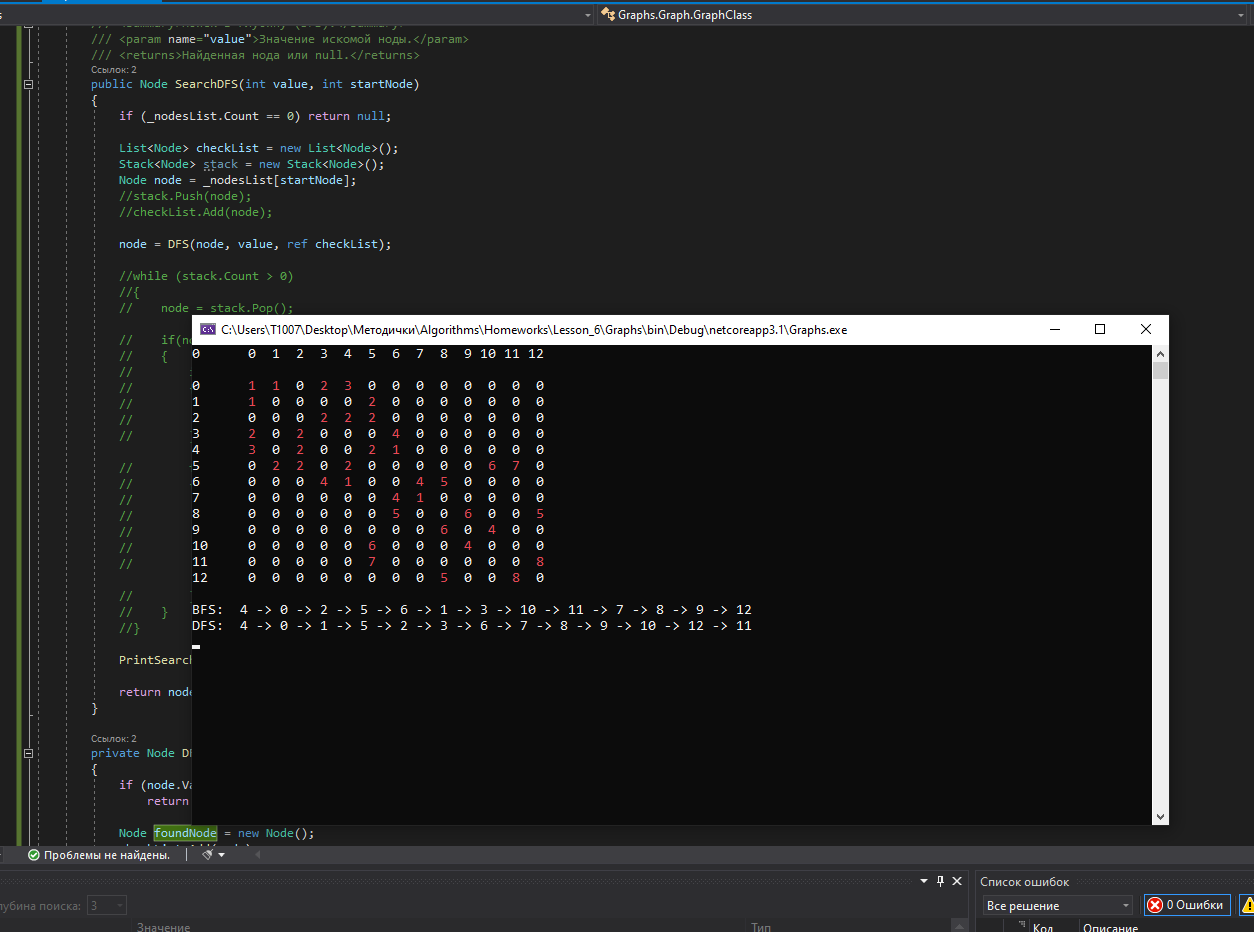 Graphs.Graph.GraphClass
/// <param name="value">Значение искомой ноды.</param>
/// <returns>Найденная нода или null.</returns>
Ссылок: 2
public Node SearchDFS(int value, int startNode)
{
if (_nodesList.Count == 0) return null;
List<Node> checkList = new List<Node>();
Stack<Node> stack = new Stack<Node>();
Node node = _nodesList[startNode];
//stack.Push(node);
//checkList.Add(node);
node = DFS(node, value, ref checkList);
//while (stack.Count > 0)
//{
// node = stack.Pop();
C:\Users\T1007\Desktop\Методички\Algorithms\Homeworks\Lesson_6\Graphs\bin\Debug\netcoreapp3.1\Graphs.exe
// if(
// {
//
//
//
//
//
//
//
//
//
//
//
//
//
// }
//}
0 0 1 2 3 4 5 6 7 8 9 10 11 12
0 1 1 0 2 3 0 0 0 0 0 0 0 0
1 1 0 0 0 0 2 0 0 0 0 0 0 0
2 0 0 0 2 2 2 0 0 0 0 0 0 0
3 2 0 2 0 0 0 4 0 0 0 0 0 0
4 3 0 2 0 0 2 1 0 0 0 0 0 0
5 0 2 2 0 2 0 0 0 0 0 6 7 0
6 0 0 0 4 1 0 0 4 5 0 0 0 0
7 0 0 0 0 0 0 4 1 0 0 0 0 0
8 0 0 0 0 0 0 5 0 0 6 0 0 5
9 0 0 0 0 0 0 0 0 6 0 4 0 0
10 0 0 0 0 0 6 0 0 0 4 0 0 0
11 0 0 0 0 0 7 0 0 0 0 0 0 8
12 0 0 0 0 0 0 0 0 5 0 0 8 0
BFS: 4 -> 0 -> 2 -> 5 -> 6 -> 1 -> 3 -> 10 -> 11 -> 7 -> 8 -> 9 -> 12
DFS: 4 -> 0 -> 1 -> 5 -> 2 -> 3 -> 6 -> 7 -> 8 -> 9 -> 10 -> 12 -> 11
PrintSearch
return node
}
Ссылок: 2
private Node D
{
if (node.Va
return
Node foundNode = new Node();
Проблемы не найдены.
Список ошибок
лубина поиска: 3
Все решение
0 Ошибки
Значение
Тип
Код
Описание